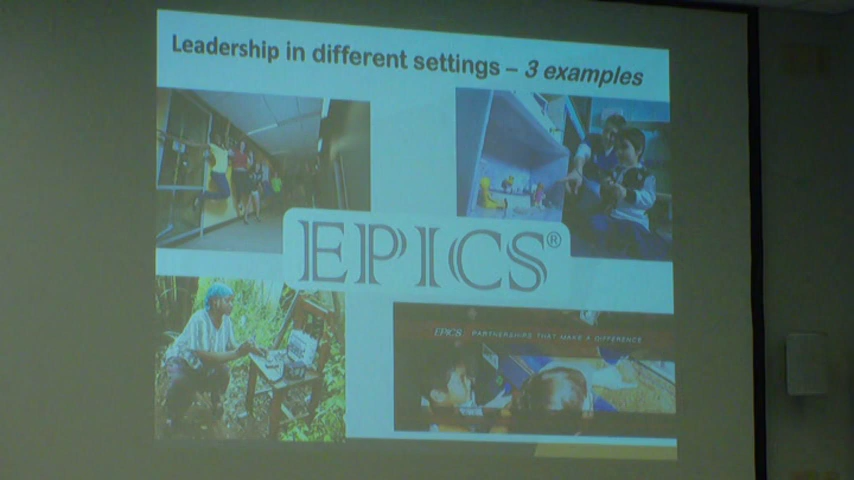 Leadership in different settings – 3 examples
EPICS®
EPICS PARTNERSHIPS THAT MAKE A DIFFERENCE